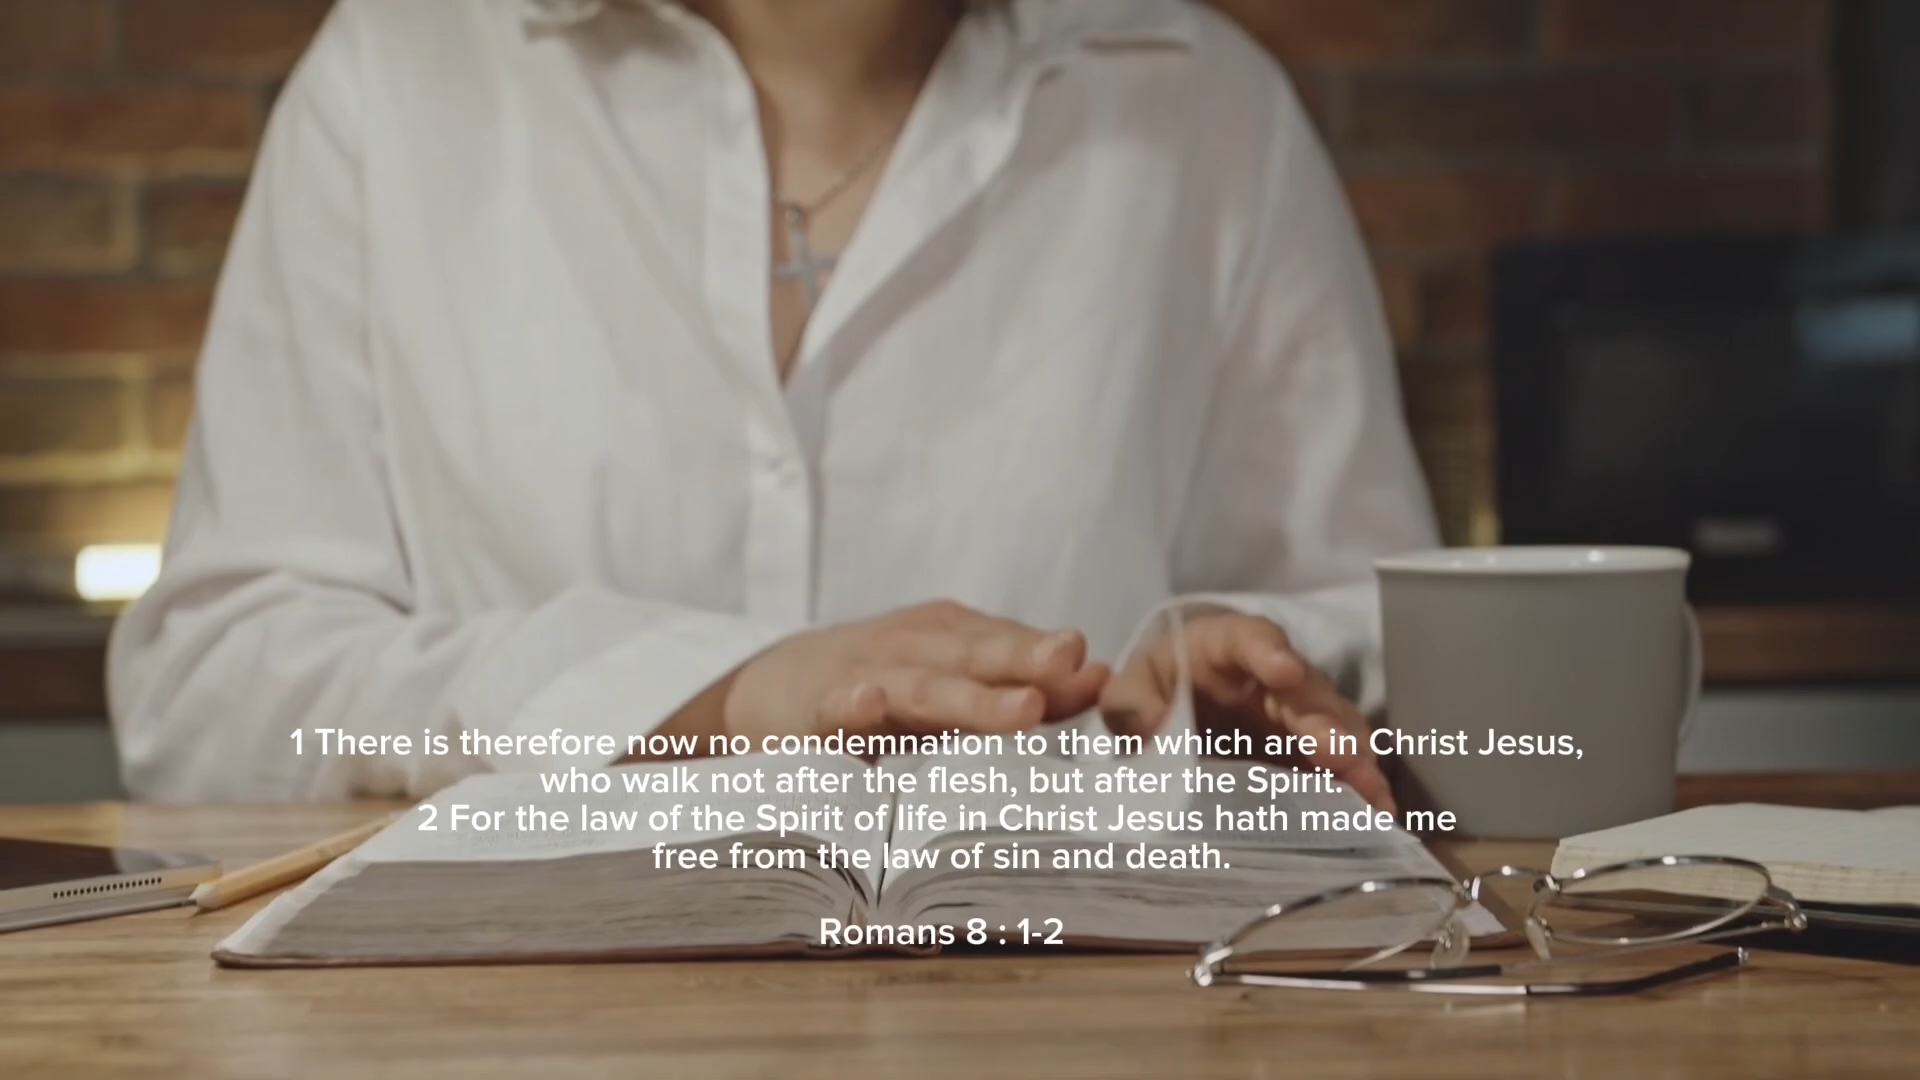 1 There is therefore now no condemnation to them which are in Christ Jesus,
who walk not after the flesh, but after the Spirit.
2 For the law of the Spirit of life in Christ Jesus hath made me
free from the law of sin and death.
Romans 8 : 1-2